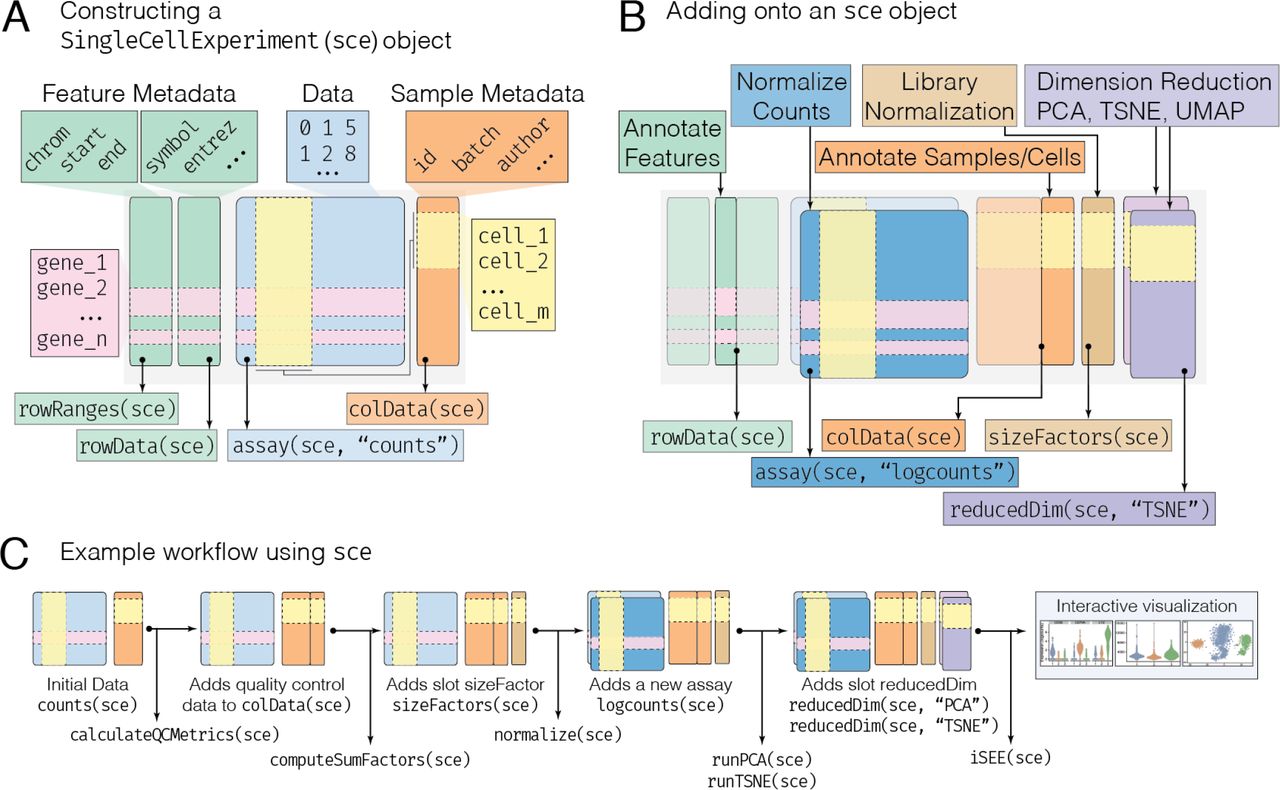 A
Constructing a
SingleCellExperiment (sce) object
Feature Metadata
Data
Sample Metadata
chrom
start
end
symbol
entrez
...
0 1 5
1 2 8
...
id
batch
author
...
gene_1
gene_2
...
gene_n
cell_1
cell_2
...
cell_m
rowRanges(sce)
colData(sce)
rowData(sce)
assay(sce, “counts”)
B
Adding onto an sce object
Normalize
Counts
Library
Normalization
Dimension Reduction
PCA, TSNE, UMAP
Annotate
Features
Annotate Samples/Cells
rowData(sce)
colData(sce)
sizeFactors(sce)
assay(sce, “logcounts”)
reducedDim(sce, “TSNE”)
C
Example workflow using sce
Initial Data
counts(sce)
Adds quality control
data to colData(sce)
Adds slot sizeFactor
sizeFactors(sce)
Adds a new assay
logcounts(sce)
Adds slot reducedDim
reducedDim(sce, “PCA”)
reducedDim(sce, “TSNE”)
Interactive visualization
calculateQCMetrics(sce)
computeSumFactors(sce)
normalize(sce)
runPCA(sce)
runTSNE(sce)
iSEE(sce)